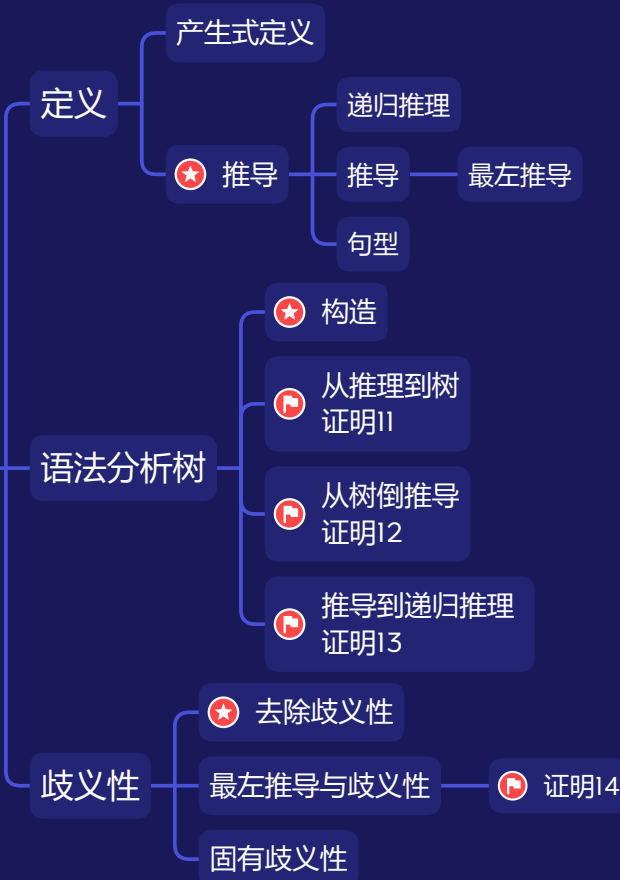 产生式定义
定义
推导
递归推理
推导
最左推导
句型
语法分析树
构造
从推理到树
证明11
从树倒推导
证明12
推导到递归推理
证明13
歧义性
去除歧义性
最左推导与歧义性
证明14
固有歧义性